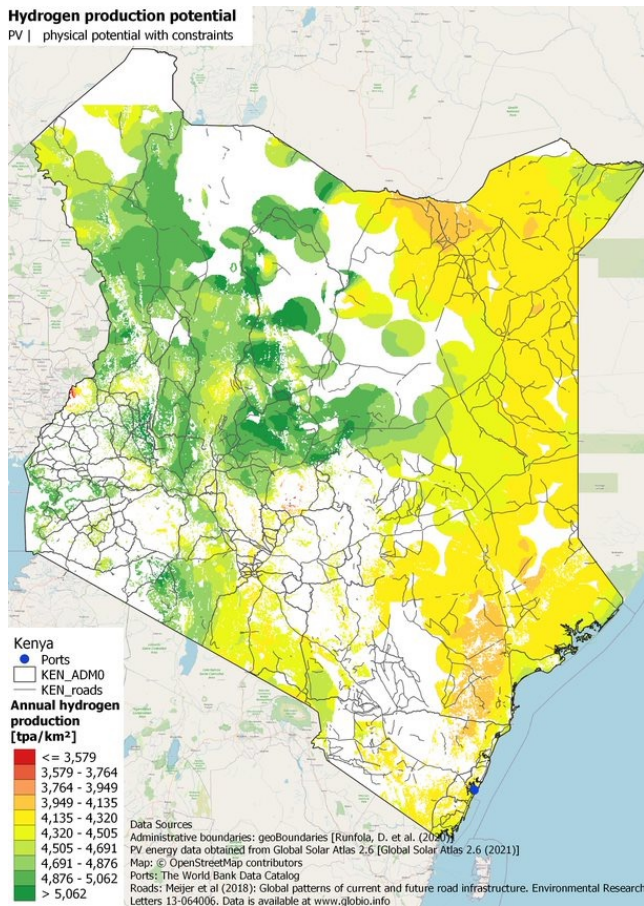 Hydrogen production potential
PV | physical potential with constraints
Kenya
Ports
KEN_ADM0
KEN_roads
Annual hydrogen
production
[tpa/km²]
<= 3,579
3,579 - 3,764
3,764 - 3,949
3,949 - 4,135
4,135 - 4,320
4,320 - 4,505
4,505 - 4,691
4,691 - 4,876
4,876 - 5,062
> 5,062
Data Sources
Administrative boundaries: geoBoundaries [Runfola, D. et al. (2020)]
PV energy data obtained from Global Solar Atlas 2.6 [Global Solar Atlas 2.6 (2021)]
Map: © OpenStreetMap contributors
Ports: The World Bank Data Catalog
Roads: Meijer et al (2018): Global patterns of current and future road infrastructure. Environmental Research
Letters 13-064006. Data is available at www.globio.info